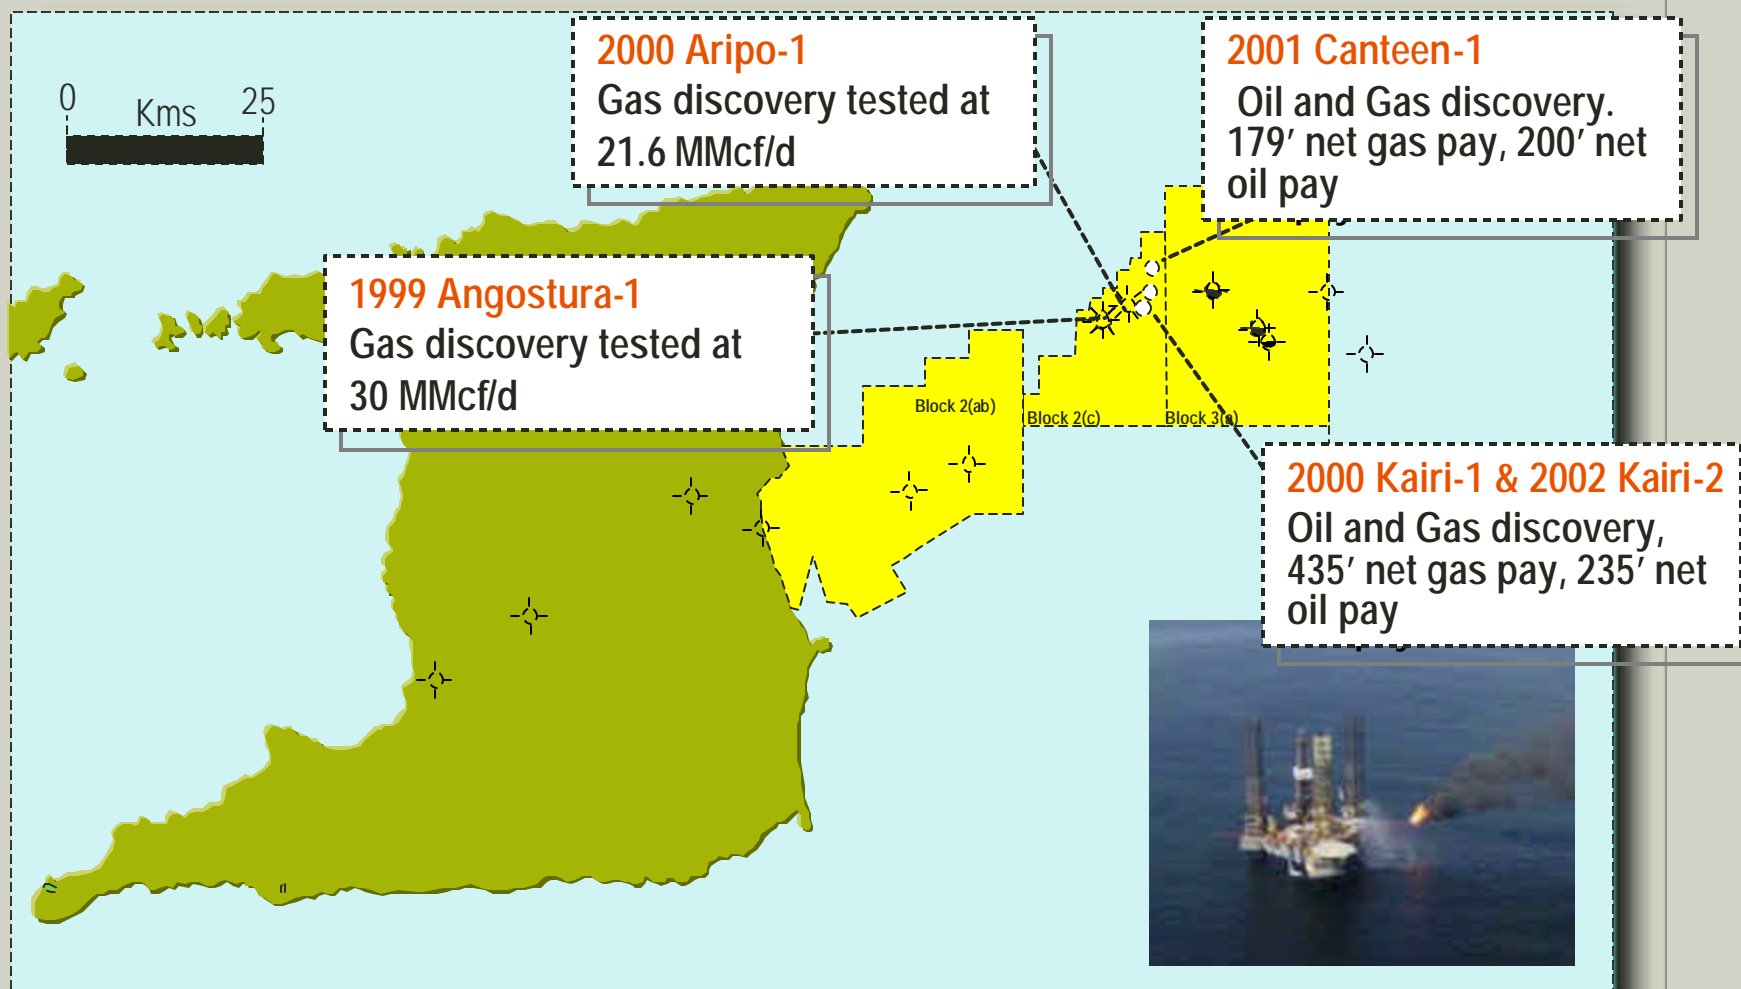 0 Kms 25
2000 Aripo-1
Gas discovery tested at
21.6 MMcf/d
2001 Canteen-1
Oil and Gas discovery.
179’ net gas pay, 200’ net
oil pay
1999 Angostura-1
Gas discovery tested at
30 MMcf/d
Block 2(ab)
Block 2(c)
Block 3(a)
2000 Kairi-1 & 2002 Kairi-2
Oil and Gas discovery,
435’ net gas pay, 235’ net
oil pay